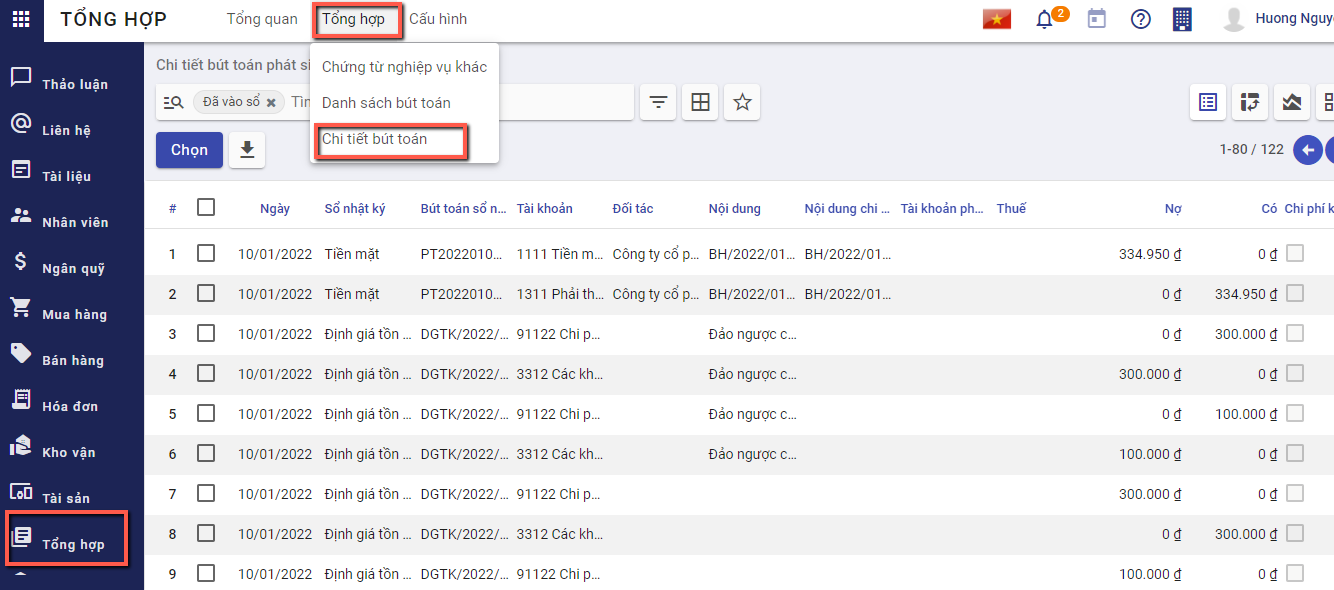 TỔNG HỢP Tổng quan Tổng hợp Cấu hình 2 Huong Nguy
Chi tiết bút toán phát si
Chứng từ nghiệp vụ khác
Danh sách bút toán
Chi tiết bút toán
Đã vào sổ × Tìn
Chọn
1-80 / 122
Thảo luận
Liên hệ
Tài liệu
Nhân viên
Ngân quỹ
Mua hàng
Bán hàng
Hóa đơn
Kho vận
Tài sản
Tổng hợp
# Ngày Sổ nhật ký Bút toán sổ n... Tài khoản Đối tác Nội dung Nội dung chi ... Tài khoản ph... Thuế Nợ Có Chi phí k
1 10/01/2022 Tiền mặt PT2022010... 1111 Tiền m... Công ty cổ p... BH/2022/01... BH/2022/01... 334.950 ₫ 0 ₫
2 10/01/2022 Tiền mặt PT2022010... 1311 Phải th... Công ty cổ p... BH/2022/01... BH/2022/01... 0 ₫ 334.950 ₫
3 10/01/2022 Định giá tồn ... DGTK/2022/... 91122 Chi p... Đảo ngược c... 0 ₫ 300.000 ₫
4 10/01/2022 Định giá tồn ... DGTK/2022/... 3312 Các kh... Đảo ngược c... 300.000 ₫ 0 ₫
5 10/01/2022 Định giá tồn ... DGTK/2022/... 91122 Chi p... Đảo ngược c... 0 ₫ 100.000 ₫
6 10/01/2022 Định giá tồn ... DGTK/2022/... 3312 Các kh... Đảo ngược c... 100.000 ₫ 0 ₫
7 10/01/2022 Định giá tồn ... DGTK/2022/... 91122 Chi p... 300.000 ₫ 0 ₫
8 10/01/2022 Định giá tồn ... DGTK/2022/... 3312 Các kh... 0 ₫ 300.000 ₫
9 10/01/2022 Định giá tồn ... DGTK/2022/... 91122 Chi p... 100.000 ₫ 0 ₫